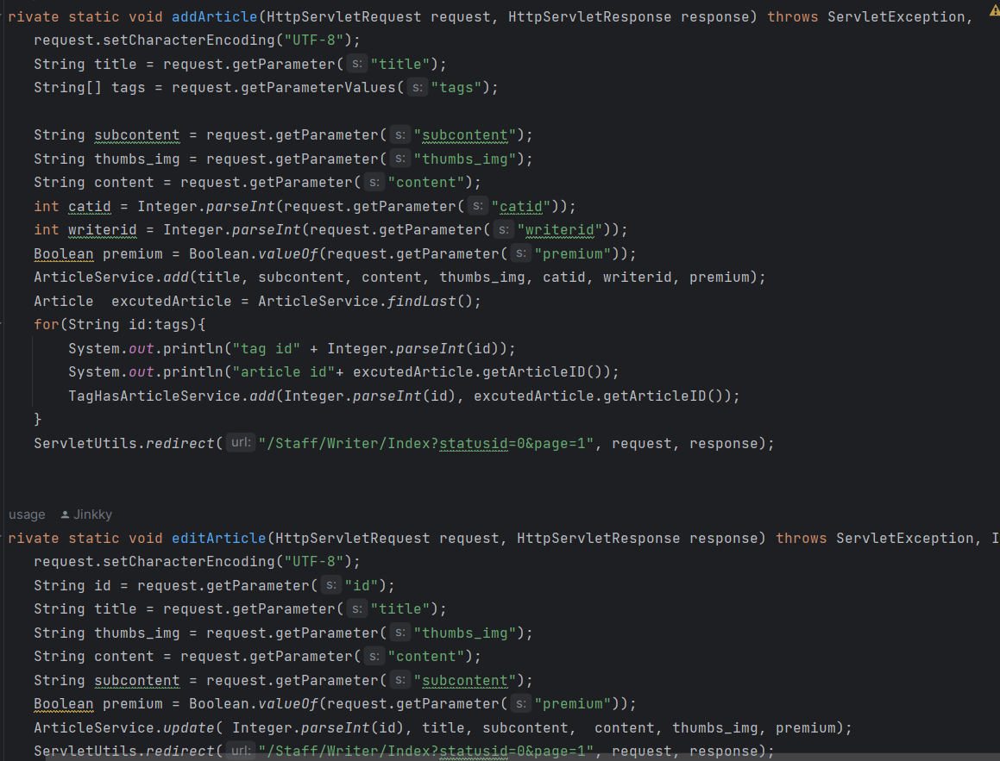 rivate static void addArticle(HttpServletRequest request, HttpServletResponse response) throws ServletException,
request.setCharacterEncoding("UTF-8");
String title = request.getParameter( s: "title");
String[] tags = request.getParameterValues( s: "tags");
String subcontent = request.getParameter( s: "subcontent");
String thumbs_img = request.getParameter( s: "thumbs_img");
String content = request.getParameter( s: "content");
int catid = Integer.parseInt(request.getParameter( s: "catid"));
int writerid = Integer.parseInt(request.getParameter( s: "writerid"));
Boolean premium = Boolean.valueOf(request.getParameter( s: "premium"));
ArticleService.add(title, subcontent, content, thumbs_img, catid, writerid, premium);
Article  excutedArticle = ArticleService.findLast();
for(String id:tags){
System.out.println("tag id" + Integer.parseInt(id));
System.out.println("article id"+ excutedArticle.getArticleID());
TagHasArticleService.add(Integer.parseInt(id), excutedArticle.getArticleID());
}
ServletUtils.redirect( url: "/Staff/Writer/Index?statusid=0&page=1", request, response);
usage Jinkky
rivate static void editArticle(HttpServletRequest request, HttpServletResponse response) throws ServletException, I
request.setCharacterEncoding("UTF-8");
String id = request.getParameter( s: "id");
String title = request.getParameter( s: "title");
String thumbs_img = request.getParameter( s: "thumbs_img");
String content = request.getParameter( s: "content");
String subcontent = request.getParameter( s: "subcontent");
Boolean premium = Boolean.valueOf(request.getParameter( s: "premium"));
ArticleService.update( Integer.parseInt(id), title, subcontent,  content, thumbs_img, premium);
ServletUtils.redirect( url: "/Staff/Writer/Index?statusid=0&page=1", request, response);